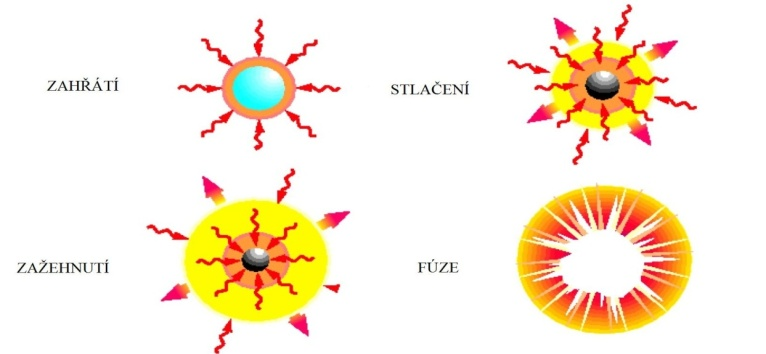 ZAHŘÁTÍ
STLAČENÍ
ZAŽEHNUTÍ
FÚZE